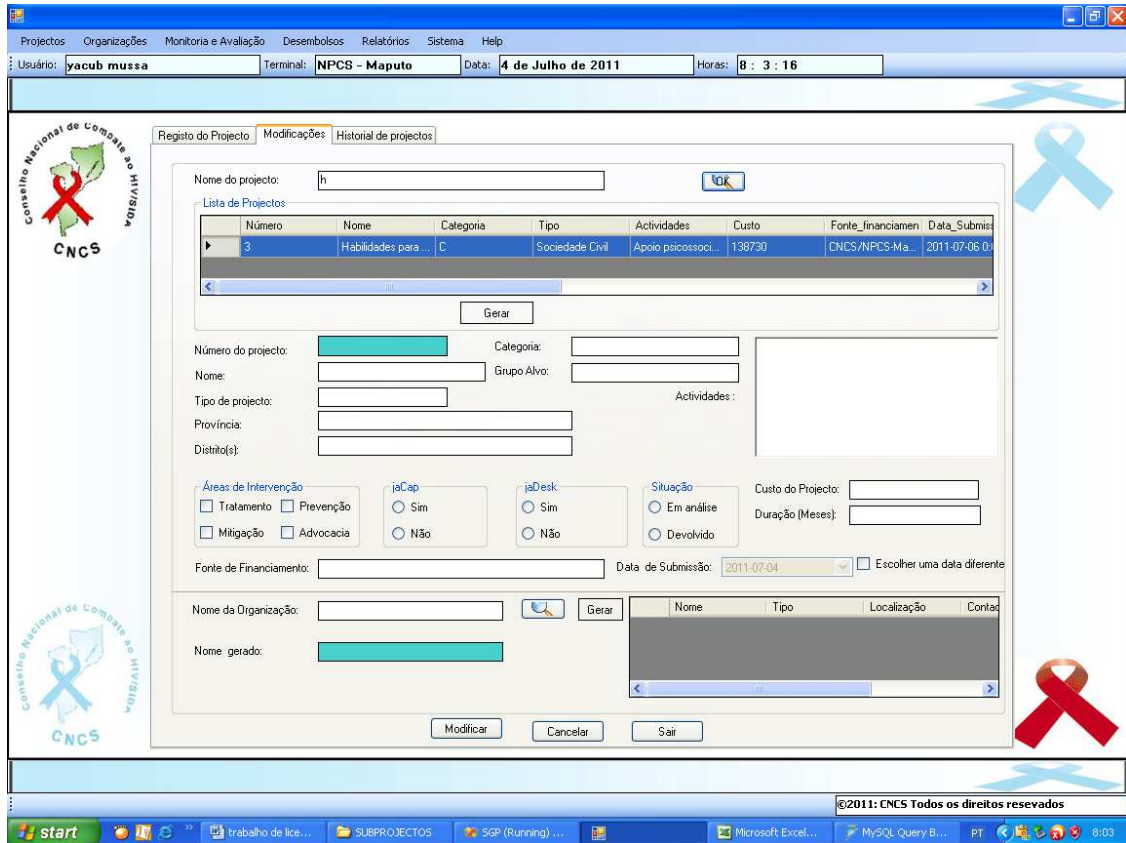 Projectos Organizações Monitoria e Avaliação Desembolsos Relatórios Sistema Help
Usuário: yacub mussa Terminal: NPCS - Maputo Data: 4 de Julho de 2011 Horas: 8 : 3 : 16
Conselho Nacional de Combate ao HIV/SIDA
CNCS
Registo do Projecto Modificações Historial de projectos
Nome do projecto: h OK
Lista de Projectos
Número Nome Categoria Tipo Actividades Custo Fonte_financiamen Data_Submiss
3 Habilidades para ... C Sociedade Civil Apoio psicossoci... 138730 CNCS/NPCS-Ma... 2011-07-06 0:
Gerar
Número do projecto: Categoria:
Nome: Grupo Alvo:
Tipo de projecto: Actividades :
Província:
Distrito(s):
Áreas de Intervenção jaCap jaDesk Situação Custo do Projecto:
Tratamento Prevenção Sim Sim Em análise Duração (Meses):
Mitigação Advocacia Não Não Devolvido
Fonte de Financiamento: Data de Submissão: 2011-07-04 Escolher uma data diferente
Nome da Organização: Gerar Nome Tipo Localização Contac
Nome gerado:
Conselho Nacional de Combate ao HIV/SIDA
CNCS
Modificar Cancelar Sair
©2011: CNCS Todos os direitos resevados
start » trabalho de lice... SUBPROJECTOS SGP (Running) ... Microsoft Excel... MySQL Query B... PT 8:03